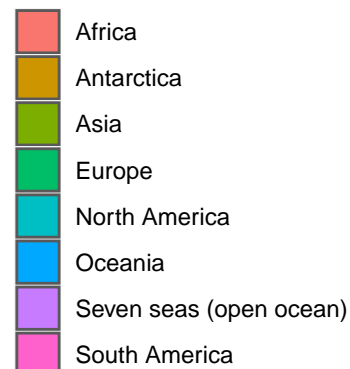 Africa
Antarctica
Asia
Europe
North America
Oceania
Seven seas (open ocean)
South America